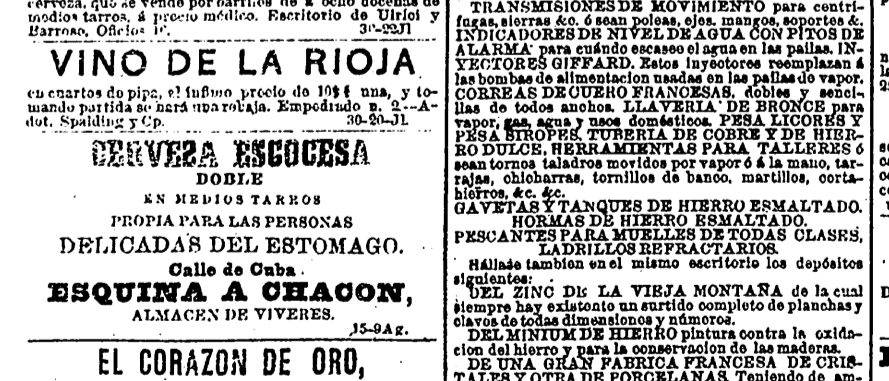 cerveza, que se vende por barriles de á ocho docenas de
medios tarros, á precio módico. Escritorio de Ulrici y
Barroso, Oficios 30-22Jl
VINO DE LA RIOJA
en cuartos de pipa, el ínfimo precio de 10$ una, y to-
mando partida se hará una rebaja. Empedrado n. 2.—A-
dot. Spalding y Cp. 30-20-Jl.
CERVEZA ESCOCESA
DOBLE
EN MEDIOS TARROS
PROPIA PARA LAS PERSONAS
DELICADAS DEL ESTOMAGO.
Calle de Cuba.
ESQUINA A CHACON,
ALMACEN DE VIVERES.
15-9Ag.
EL CORAZON DE ORO,
TRANSMISIONES DE MOVIMIENTO para centrí-
fugas, sierras &c. ó sean poleas, ejes, mangos, soportes &.
INDICADORES DE NIVEL DE AGUA CON PITOS DE
ALARMA para cuándo escasee el agua en las pailas. IN-
YECTORES GIFFARD. Estos inyectores reemplazan á
las bombas de alimentacion usadas en las pailas de vapor.
CORREAS DE CUERO FRANCESAS, dobles y senci-
llas de todos anchos. LLAVERIA DE BRONCE para
vapor, gas, agua y usos domésticos. PESA LICORES Y
PESA SIROPES. TUBERIA DE COBRE Y DE HIER-
RO DULCE, HERRAMIENTAS PARA TALLERES ó
sean tornos taladros movidos por vapor ó á la mano, tar-
rajas, chicharras, tornillos de banco, martillos, corta-
hierros, &c. &c.
GAVETAS Y TANQUES DE HIERRO ESMALTADO.
HORMAS DE HIERRO ESMALTADO.
PESCANTES PARA MUELLES DE TODAS CLASES,
LADRILLOS REFRACTARIOS.
Hállase tambien en el mismo escritorio los depósitos
siguientes:
DEL ZINC DE LA VIEJA MONTAÑA de la cual
siempre hay existente un surtido completo de planchas y
clavos de todas dimensiones y números.
DEL MINIUM DE HIERRO pintura contra la oxida-
cion del hierro y para la conservacion de las maderas.
DE UNA GRAN FABRICA FRANCESA DE CRIS-
TALES Y OTRA DE PORCELANAS. Teniendo de am-